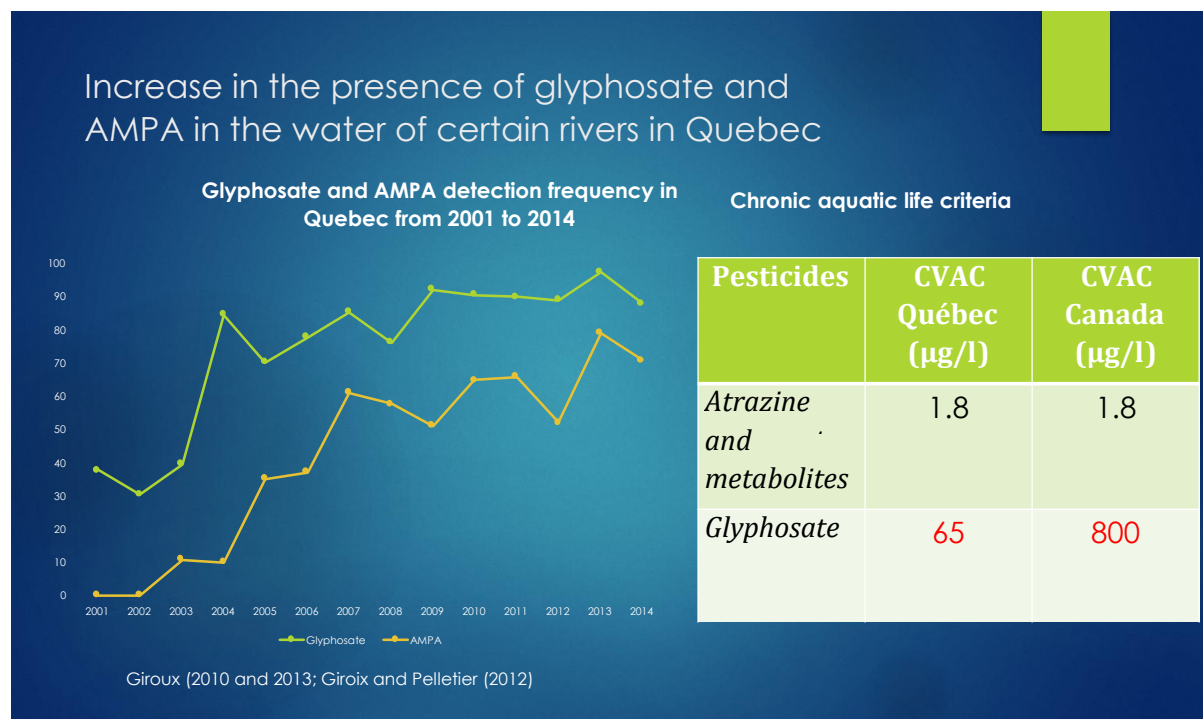 Increase in the presence of glyphosate and
AMPA in the water of certain rivers in Quebec
Glyphosate and AMPA detection frequency in
Quebec from 2001 to 2014
100
90
80
70
60
50
40
30
20
10
0
2001 2002 2003 2004 2005 2006 2007 2008 2009 2010 2011 2012 2013 2014
Glyphosate AMPA
Giroux (2010 and 2013; Giroix and Pelletier (2012)
Chronic aquatic life criteria
Pesticides CVAC Québec (µg/l) CVAC Canada (µg/l)
Atrazine and metabolites 1.8 1.8
Glyphosate 65 800